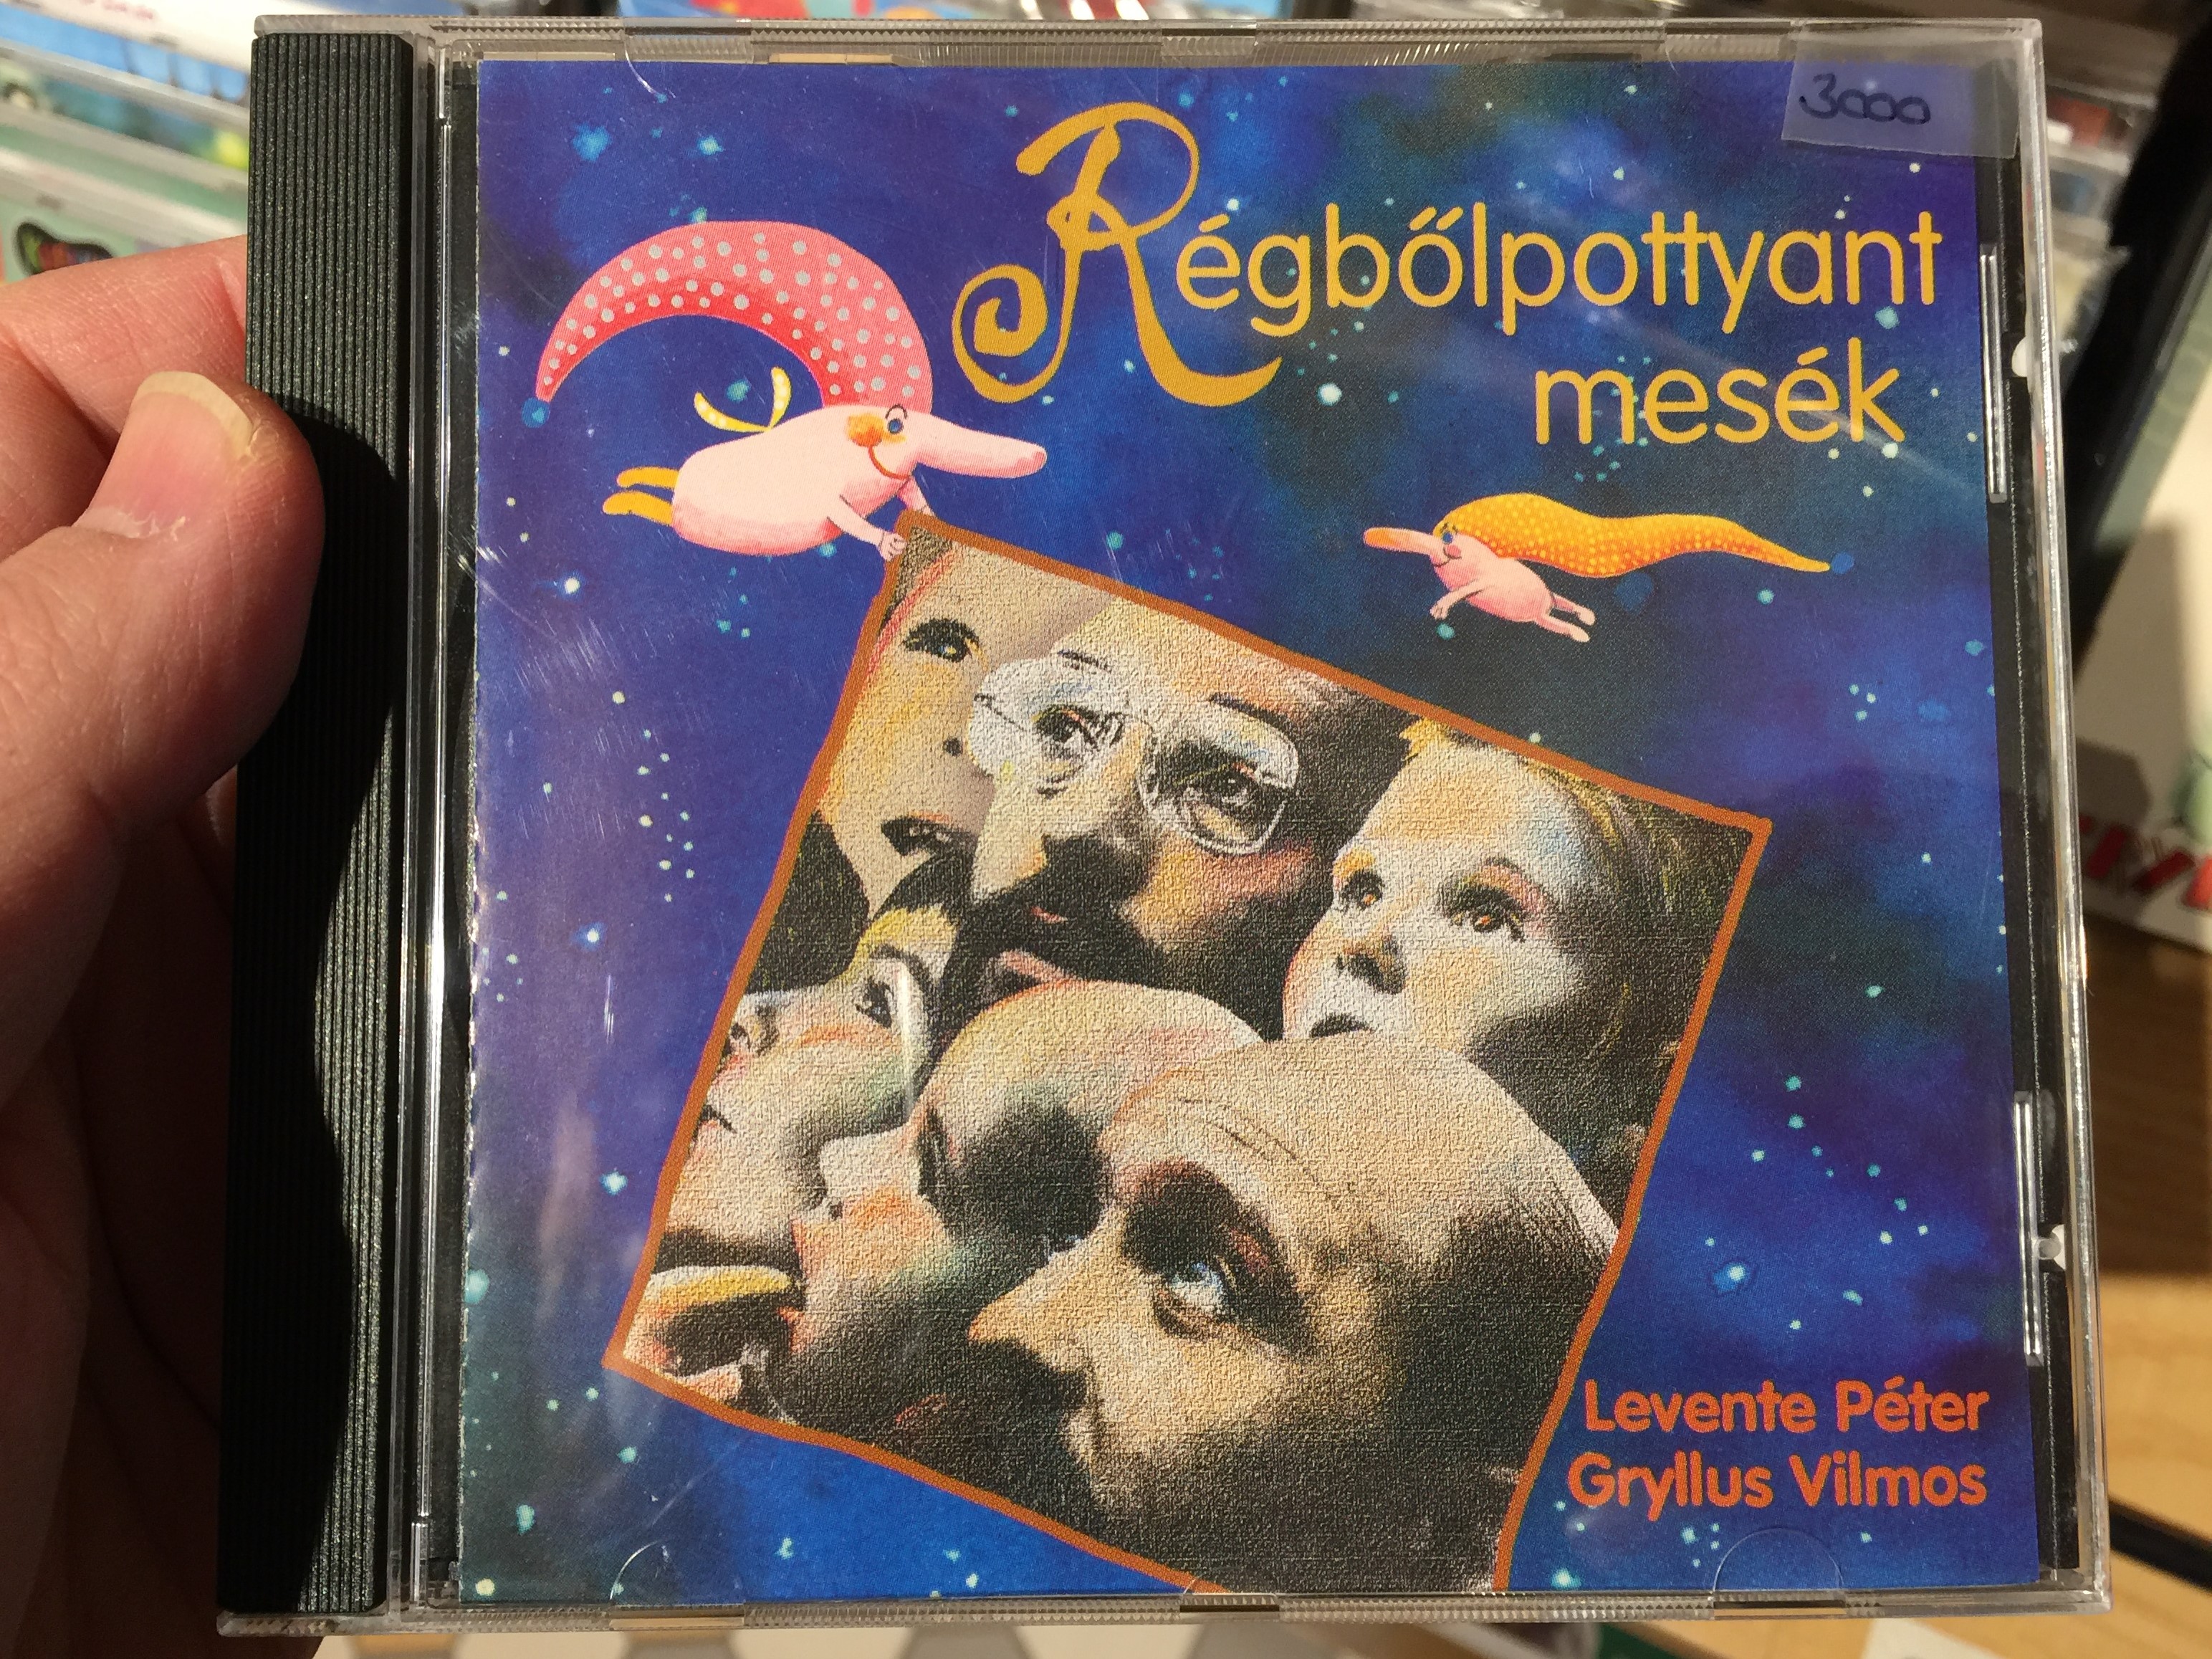 3000
Régbőlpottyant
mesék
Levente Péter
Gryllus Vilmos